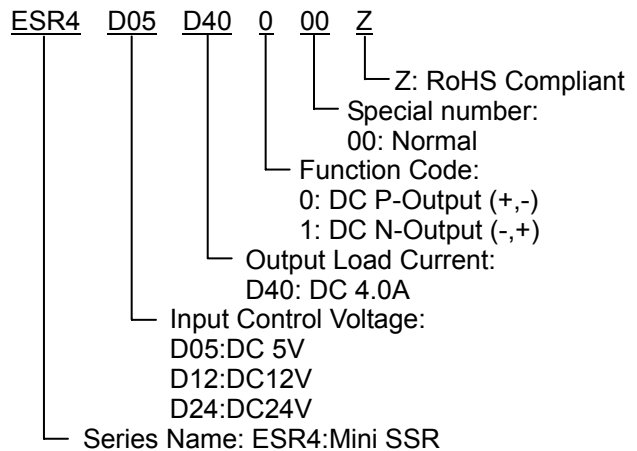 ESR4 D05 D40 0 00 Z
Z: RoHS Compliant
Special number:
00: Normal
Function Code:
0: DC P-Output (+,-)
1: DC N-Output (-,+)
Output Load Current:
D40: DC 4.0A
Input Control Voltage:
D05:DC 5V
D12:DC12V
D24:DC24V
Series Name: ESR4:Mini SSR